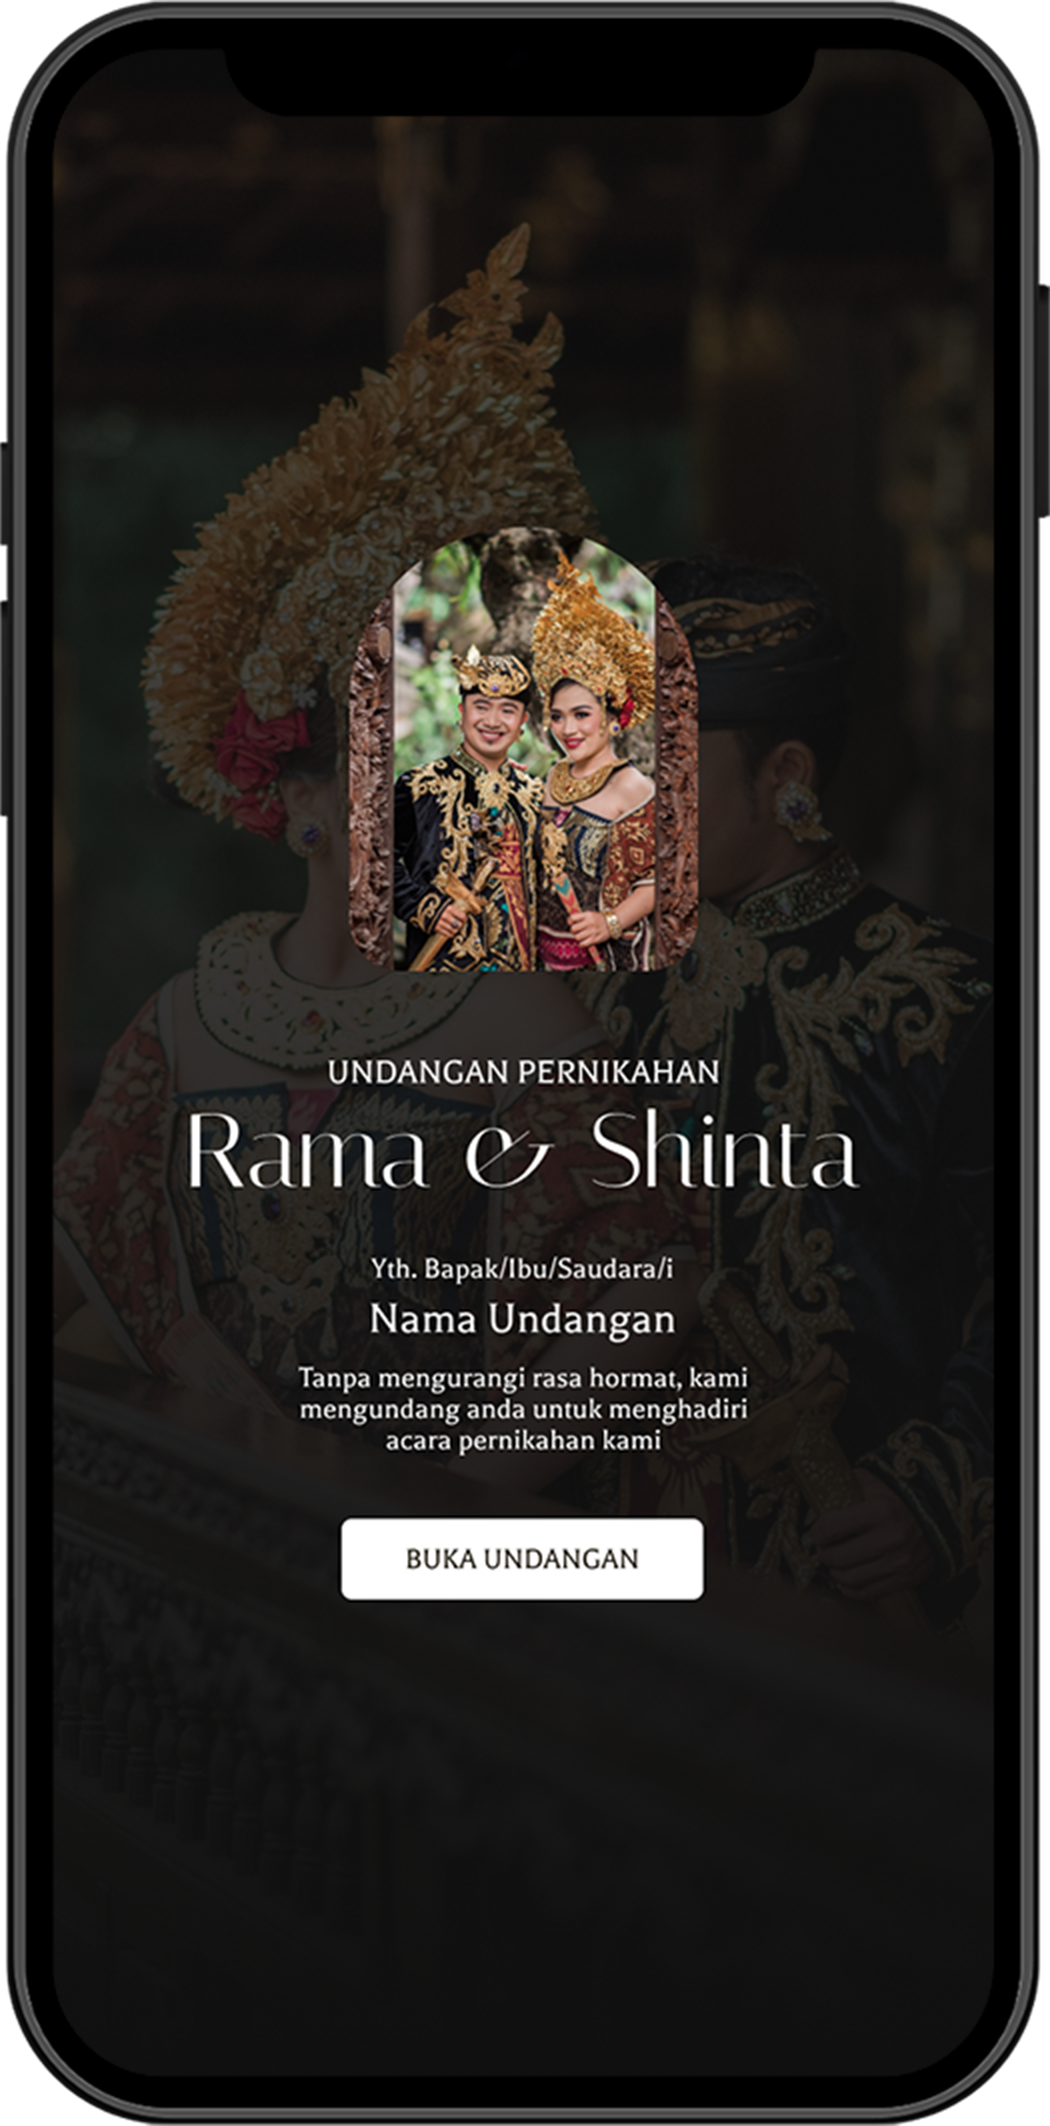 UNDANGAN PERNIKAHAN
Rama & Shinta
Yth. Bapak/Ibu/Saudara/i
Nama Undangan
Tanpa mengurangi rasa hormat, kami
mengundang anda untuk menghadiri
acara pernikahan kami
BUKA UNDANGAN